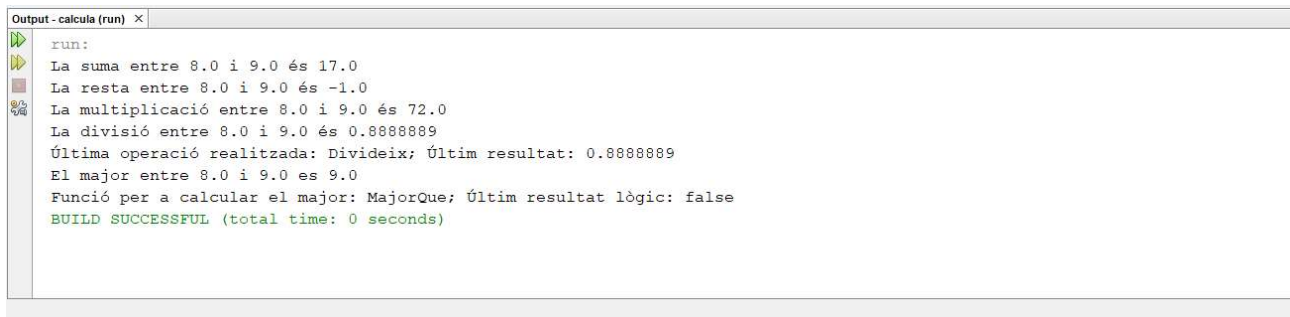 Output - calcula (run) ×
run:
La suma entre 8.0 i 9.0 és 17.0
La resta entre 8.0 i 9.0 és -1.0
La multiplicació entre 8.0 i 9.0 és 72.0
La divisió entre 8.0 i 9.0 és 0.8888889
Última operació realitzada: Divideix; Últim resultat: 0.8888889
El major entre 8.0 i 9.0 es 9.0
Funció per a calcular el major: MajorQue; Últim resultat lògic: false
BUILD SUCCESSFUL (total time: 0 seconds)